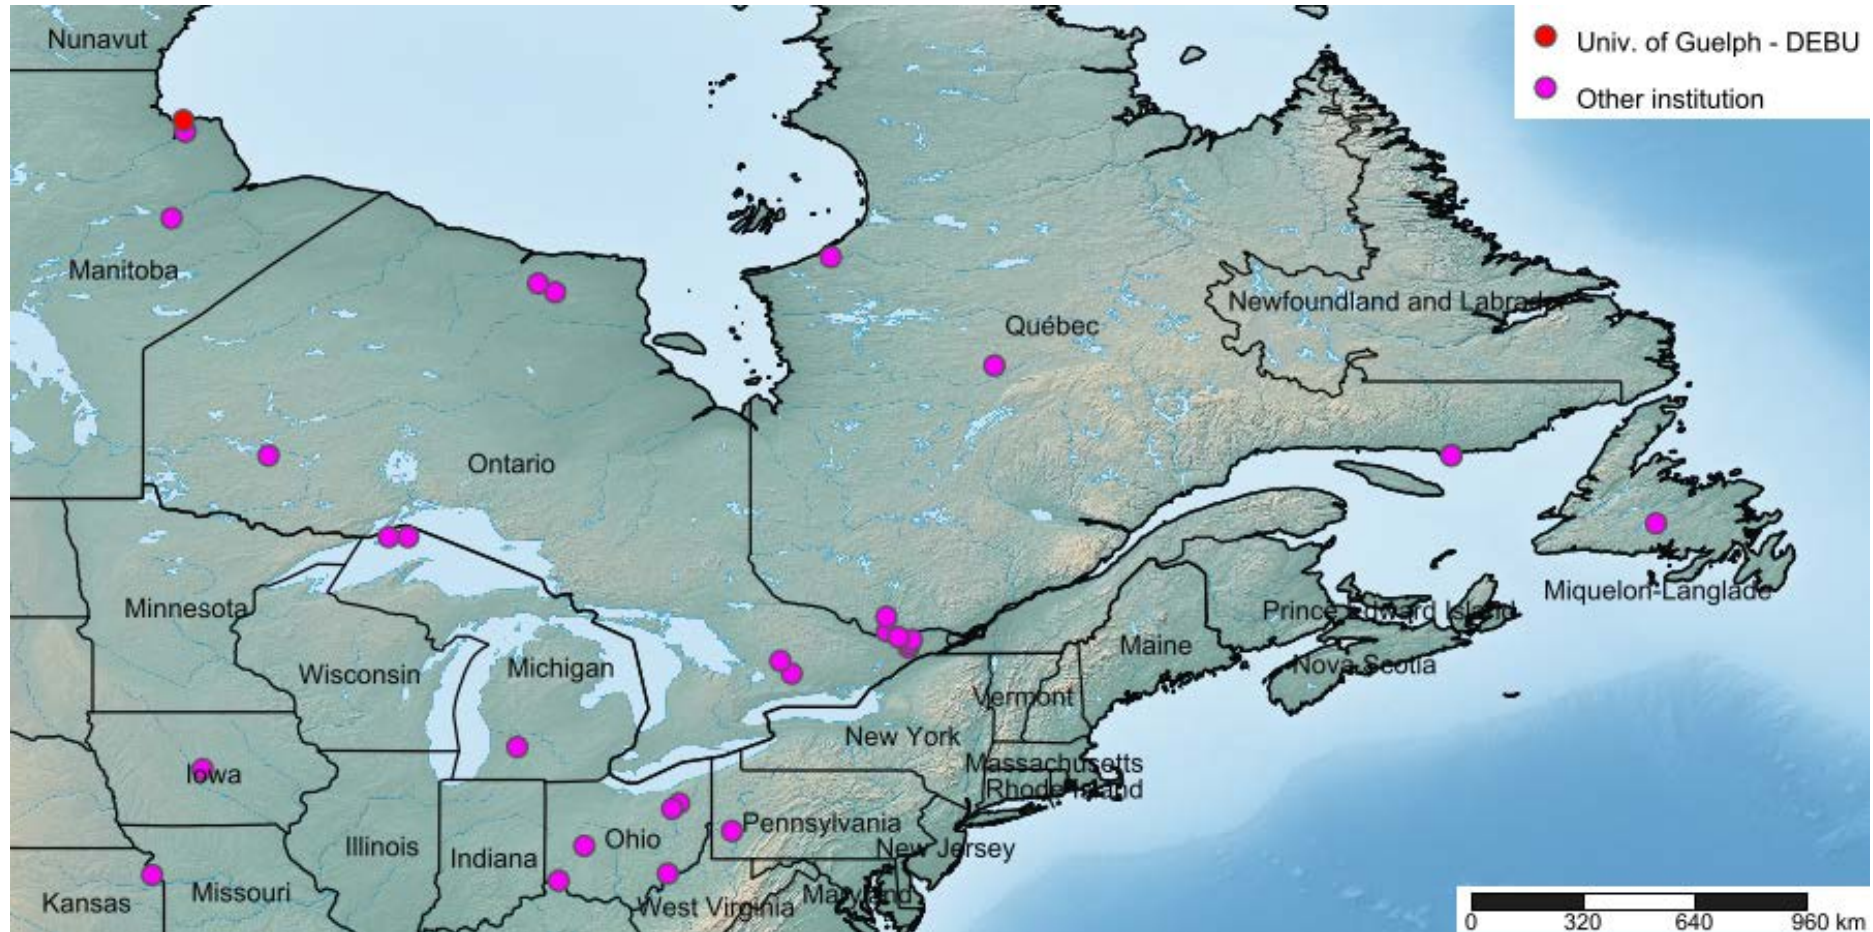 Nunavut
Univ. of Guelph - DEBU
Other institution
Manitoba
Newfoundland and Labrador
Québec
Ontario
Miquelon-Langlade
Minnesota
Prince Edward Island
Maine
Nova Scotia
Wisconsin
Michigan
Vermont
New York
Massachusetts
Iowa
Rhode Island
Pennsylvania
Ohio
Illinois
New Jersey
Indiana
Missouri
Maryland
Kansas
West Virginia
0 320 640 960 km